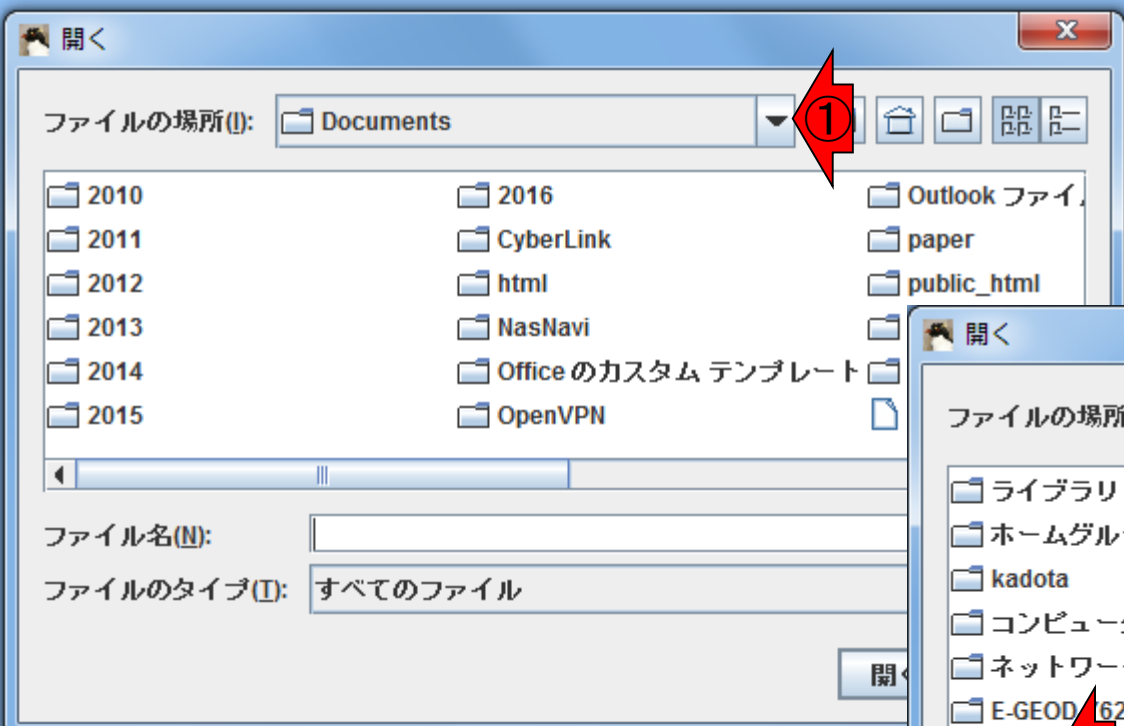 開く
ファイルの場所(I): Documents
①
2010
2011
2012
2013
2014
2015
2016
CyberLink
html
NasNavi
Office のカスタム テンプレート
OpenVPN
Outlook ファイ
paper
public_html
ファイル名(N):
ファイルのタイプ(T): すべてのファイル
開く
開く
ファイルの場所
ライブラリ
ホームグル
kadota
コンピュー
ネットワー
E-GEOD